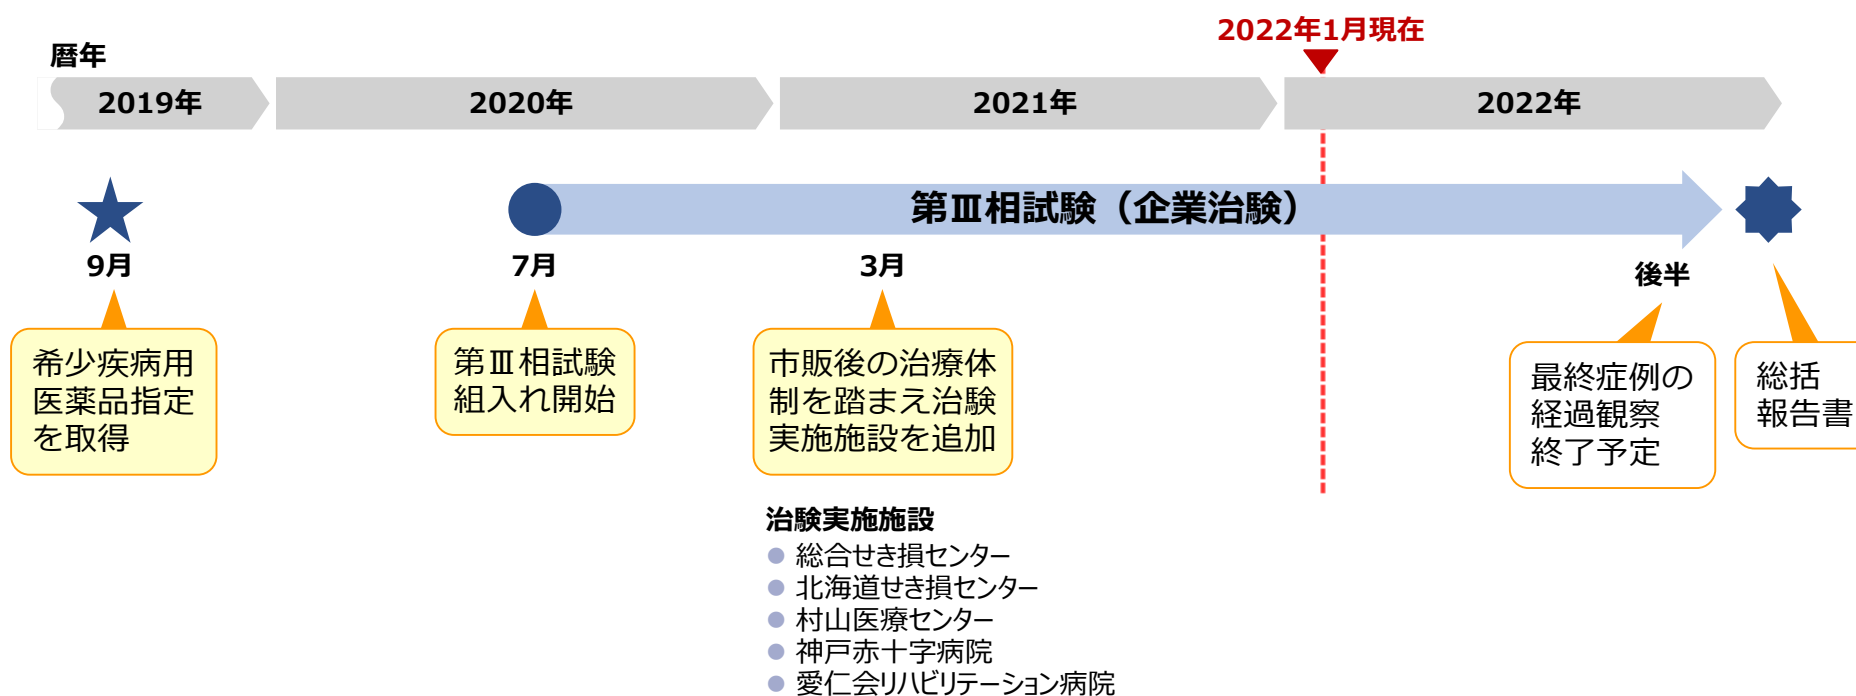 2022年1月現在
暦年
2019年
2020年
2021年
2022年
第Ⅲ相試験（企業治験）
9月
7月
3月
後半
希少疾病用
医薬品指定
を取得
第Ⅲ相試験
組入れ開始
市販後の治療体
制を踏まえ治験
実施施設を追加
最終症例の
経過観察
終了予定
総括
報告書
治験実施施設
● 総合せき損センター
● 北海道せき損センター
● 村山医療センター
● 神戸赤十字病院
● 愛仁会リハビリテーション病院